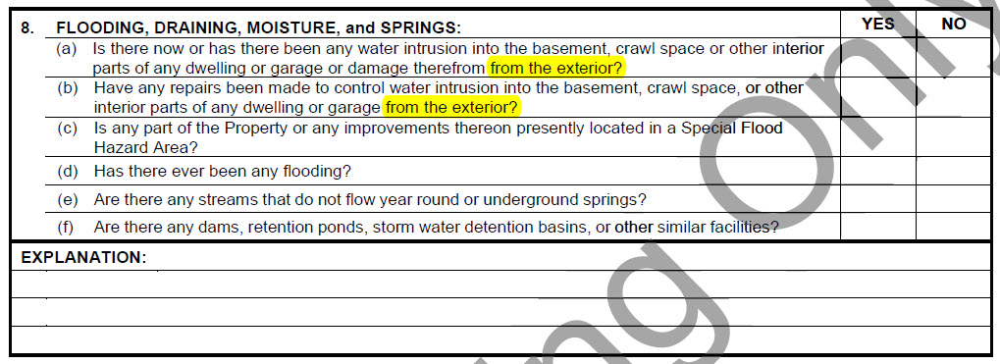 8. FLOODING, DRAINING, MOISTURE, and SPRINGS: YES NO
(a) Is there now or has there been any water intrusion into the basement, crawl space or other interior
parts of any dwelling or garage or damage therefrom from the exterior?
(b) Have any repairs been made to control water intrusion into the basement, crawl space, or other
interior parts of any dwelling or garage from the exterior?
(c) Is any part of the Property or any improvements thereon presently located in a Special Flood
Hazard Area?
(d) Has there ever been any flooding?
(e) Are there any streams that do not flow year round or underground springs?
(f) Are there any dams, retention ponds, storm water detention basins, or other similar facilities?
EXPLANATION:
ng Only